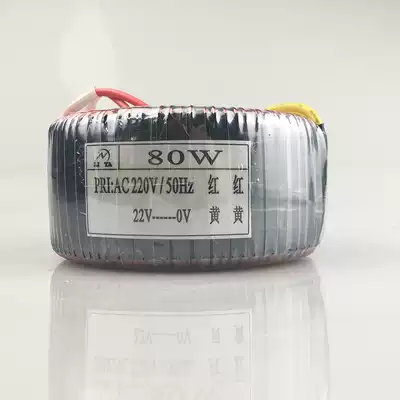 80W
PRI:AC220V/50Hz 红 红
22V------0V 黄 黄